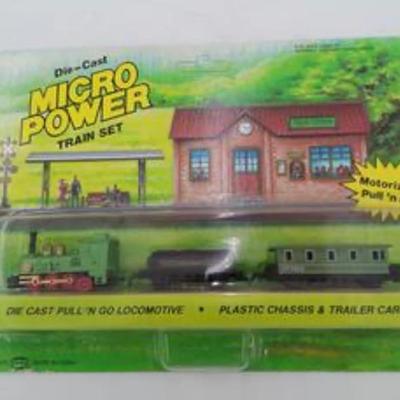 Die-Cast
MICRO
POWER
TRAIN SET
Motoriz
Pull 'n
DIE CAST PULL 'N GO LOCOMOTIVE • PLASTIC CHASSIS & TRAILER CAR